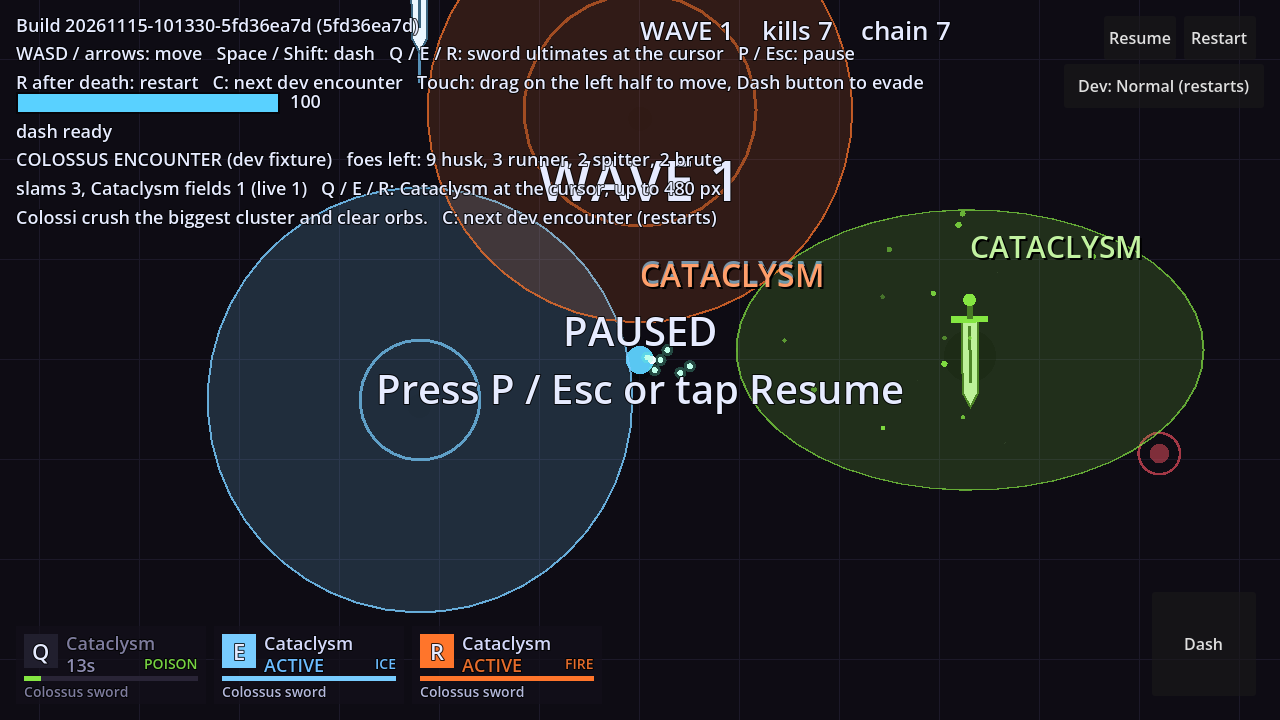 Build 20261115-101330-5fd36ea7d (5fd36ea7d)
WAVE 1 kills 7 chain 7
Resume
Restart
WASD / arrows: move Space / Shift: dash Q / E / R: sword ultimates at the cursor P / Esc: pause
R after death: restart C: next dev encounter Touch: drag on the left half to move, Dash button to evade
Dev: Normal (restarts)
100
dash ready
COLOSSUS ENCOUNTER (dev fixture) foes left: 9 husk, 3 runner, 2 spitter, 2 brute
WAVE 1
slams 3, Cataclysm fields 1 (live 1) Q / E / R: Cataclysm at the cursor, up to 480 px
Colossi crush the biggest cluster and clear orbs. C: next dev encounter (restarts)
CATACLYSM
CATACLYSM
PAUSED
Press P / Esc or tap Resume
Q Cataclysm
13s POISON
Colossus sword
E Cataclysm
ACTIVE ICE
Colossus sword
R Cataclysm
ACTIVE FIRE
Colossus sword
Dash